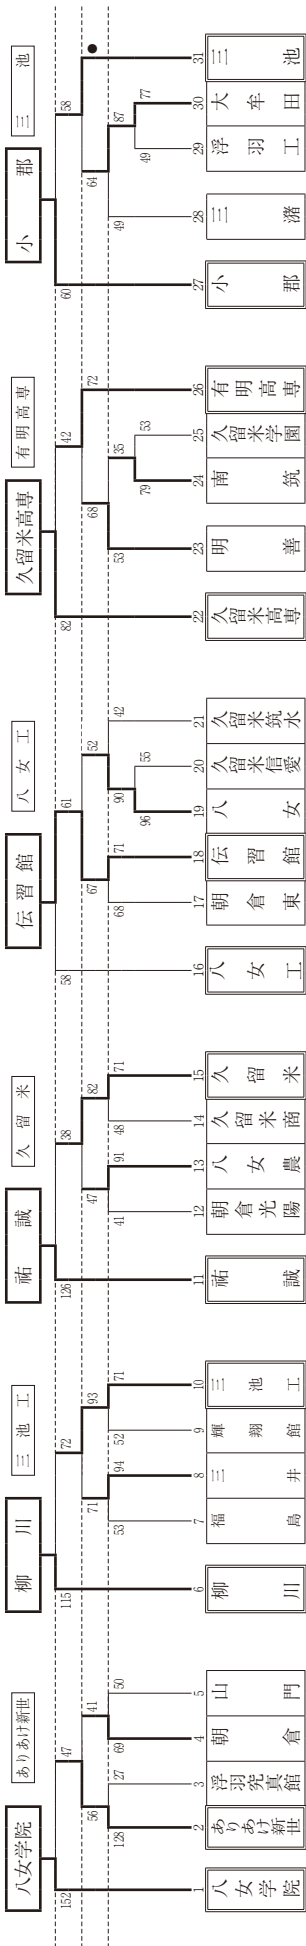 八女学院
ありあけ新世
152
47
56
41
128
27
69
50
1 八女学院
2 ありあけ新世
3 浮羽究真館
4 朝倉
5 山門
柳川
三池工
115
72
71
93
53
94
52
71
6 柳川
7 福島
8 三井
9 輝翔館
10 三池工
祐誠
久留米
126
38
47
82
41
91
48
71
11 祐誠
12 朝倉光陽
13 八女農
14 久留米商
15 久留米
伝習館
八女工
58
61
67
52
68
71
90
42
96
55
16 八女工
17 朝倉東
18 伝習館
19 八女
20 久留米信愛
21 久留米筑水
久留米高専
有明高専
82
42
68
72
53
35
79
53
22 久留米高専
23 明善
24 南筑
25 久留米学園
26 有明高専
小郡
三池
60
58
64
●
49
87
49
77
27 小郡
28 三潴
29 浮羽工
30 大牟田
31 三池